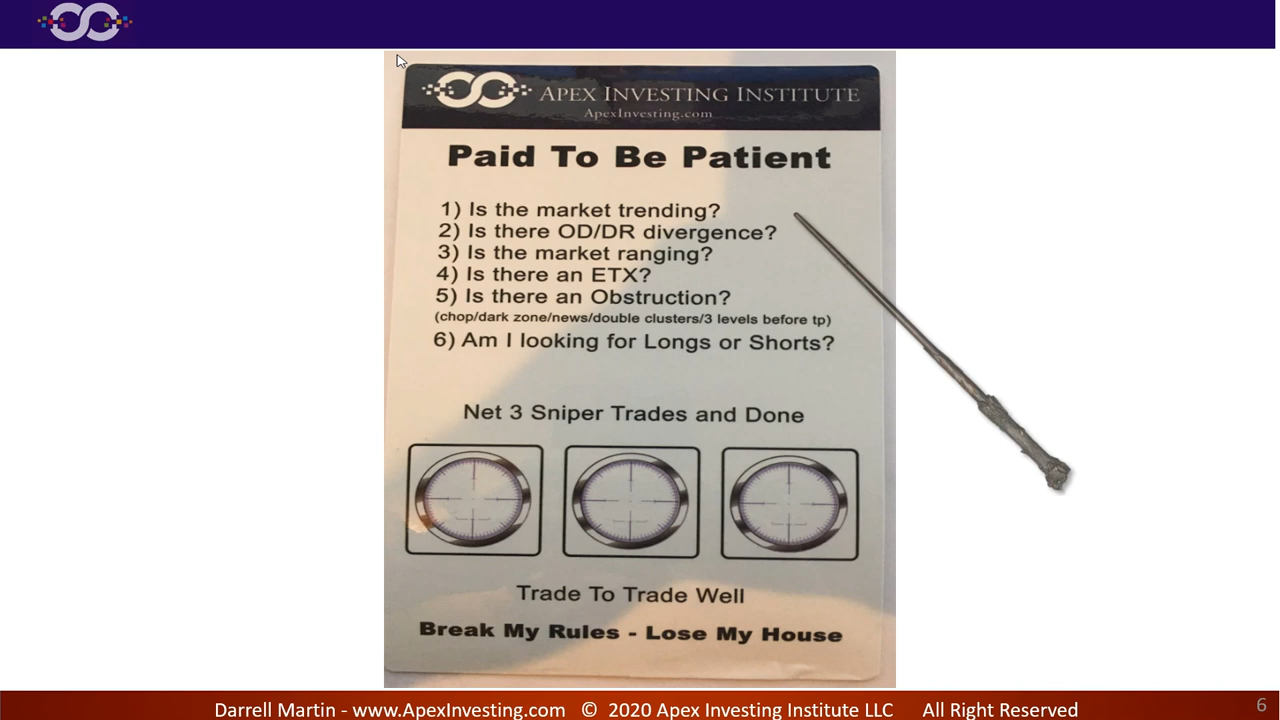 APEX INVESTING INSTITUTE
ApexInvesting.com
Paid To Be Patient
1) Is the market trending?
2) Is there OD/DR divergence?
3) Is the market ranging?
4) Is there an ETX?
5) Is there an Obstruction?
(chop/dark zone/news/double clusters/3 levels before tp)
6) Am I looking for Longs or Shorts?
Net 3 Sniper Trades and Done
Trade To Trade Well
Break My Rules - Lose My House
Darrell Martin - www.ApexInvesting.com © 2020 Apex Investing Institute LLC All Right Reserved
6